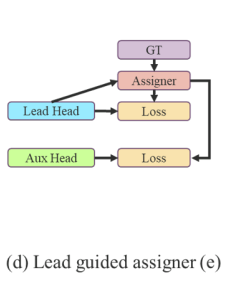 GT
Assigner
Lead Head
Loss
Aux Head
Loss
(d) Lead guided assigner (e)